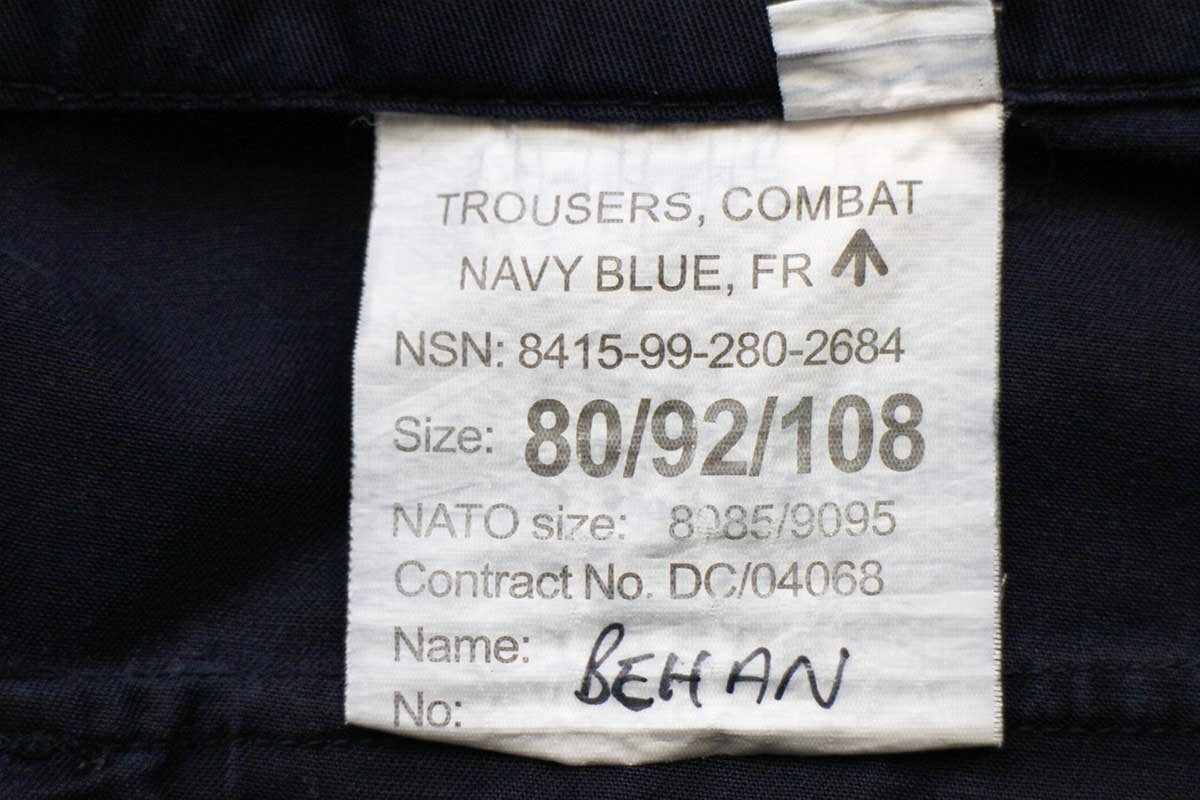 TROUSERS, COMBAT
NAVY BLUE, FR ↑
NSN: 8415-99-280-2684
Size: 80/92/108
NATO size: 8085/9095
Contract No. DC/04068
Name: BEHAN
No: